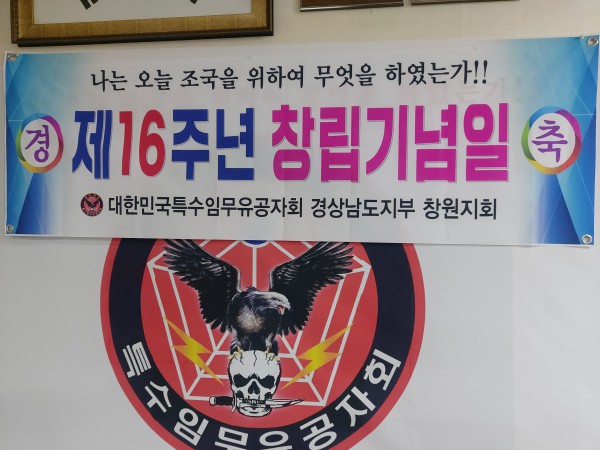 나는 오늘 조국을 위하여 무엇을 하였는가!!
경 제16주년 창립기념일 축
대한민국특수임무유공자회 경상남도지부 창원지회
특수임무유공자회